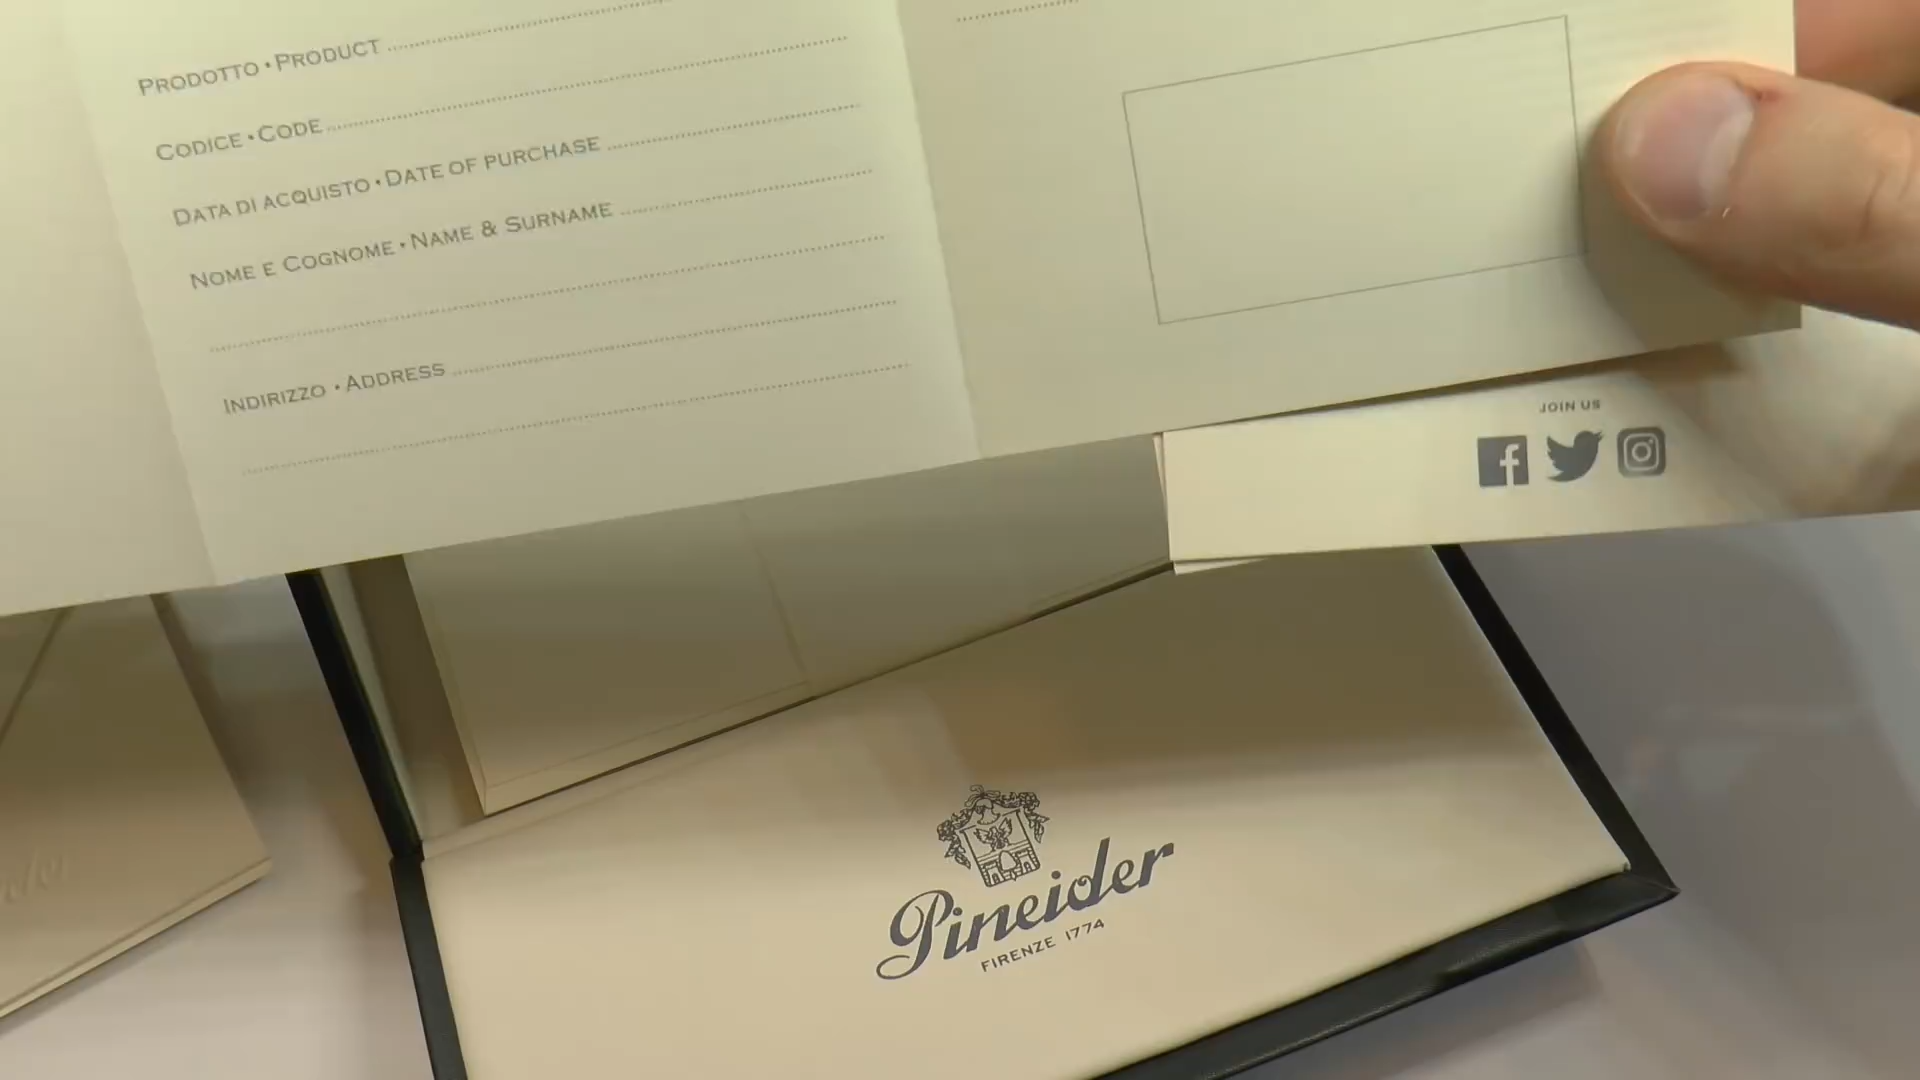 PRODOTTO • PRODUCT
CODICE • CODE
DATA DI ACQUISTO • DATE OF PURCHASE
NOME E COGNOME • NAME & SURNAME
INDIRIZZO • ADDRESS
JOIN US
Pineider
FIRENZE 1774